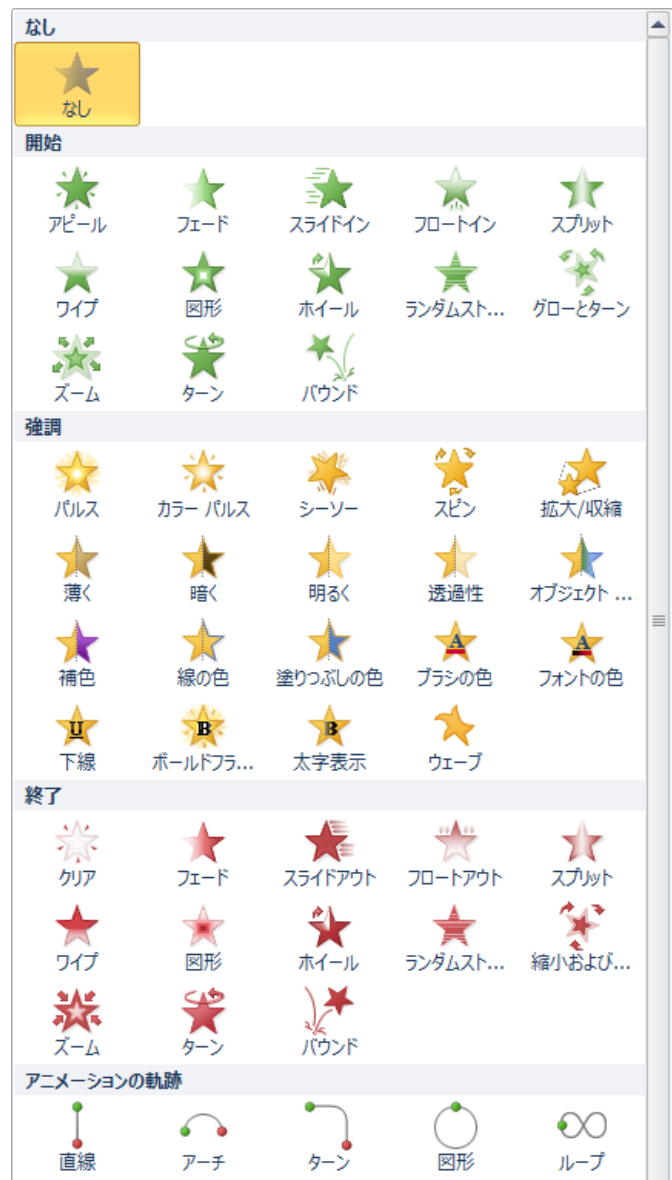 なし
なし
開始
アピール フェード スライドイン フロートイン スプリット
ワイプ 図形 ホイール ランダムスト... グローとターン
ズーム ターン バウンド
強調
パルス カラー パルス シーソー スピン 拡大/収縮
薄く 暗く 明るく 透過性 オブジェクト ...
補色 線の色 塗りつぶしの色 ブラシの色 フォントの色
下線 ボールドフラ... 太字表示 ウェーブ
終了
クリア フェード スライドアウト フロートアウト スプリット
ワイプ 図形 ホイール ランダムスト... 縮小および...
ズーム ターン バウンド
アニメーションの軌跡
直線 アーチ ターン 図形 ループ